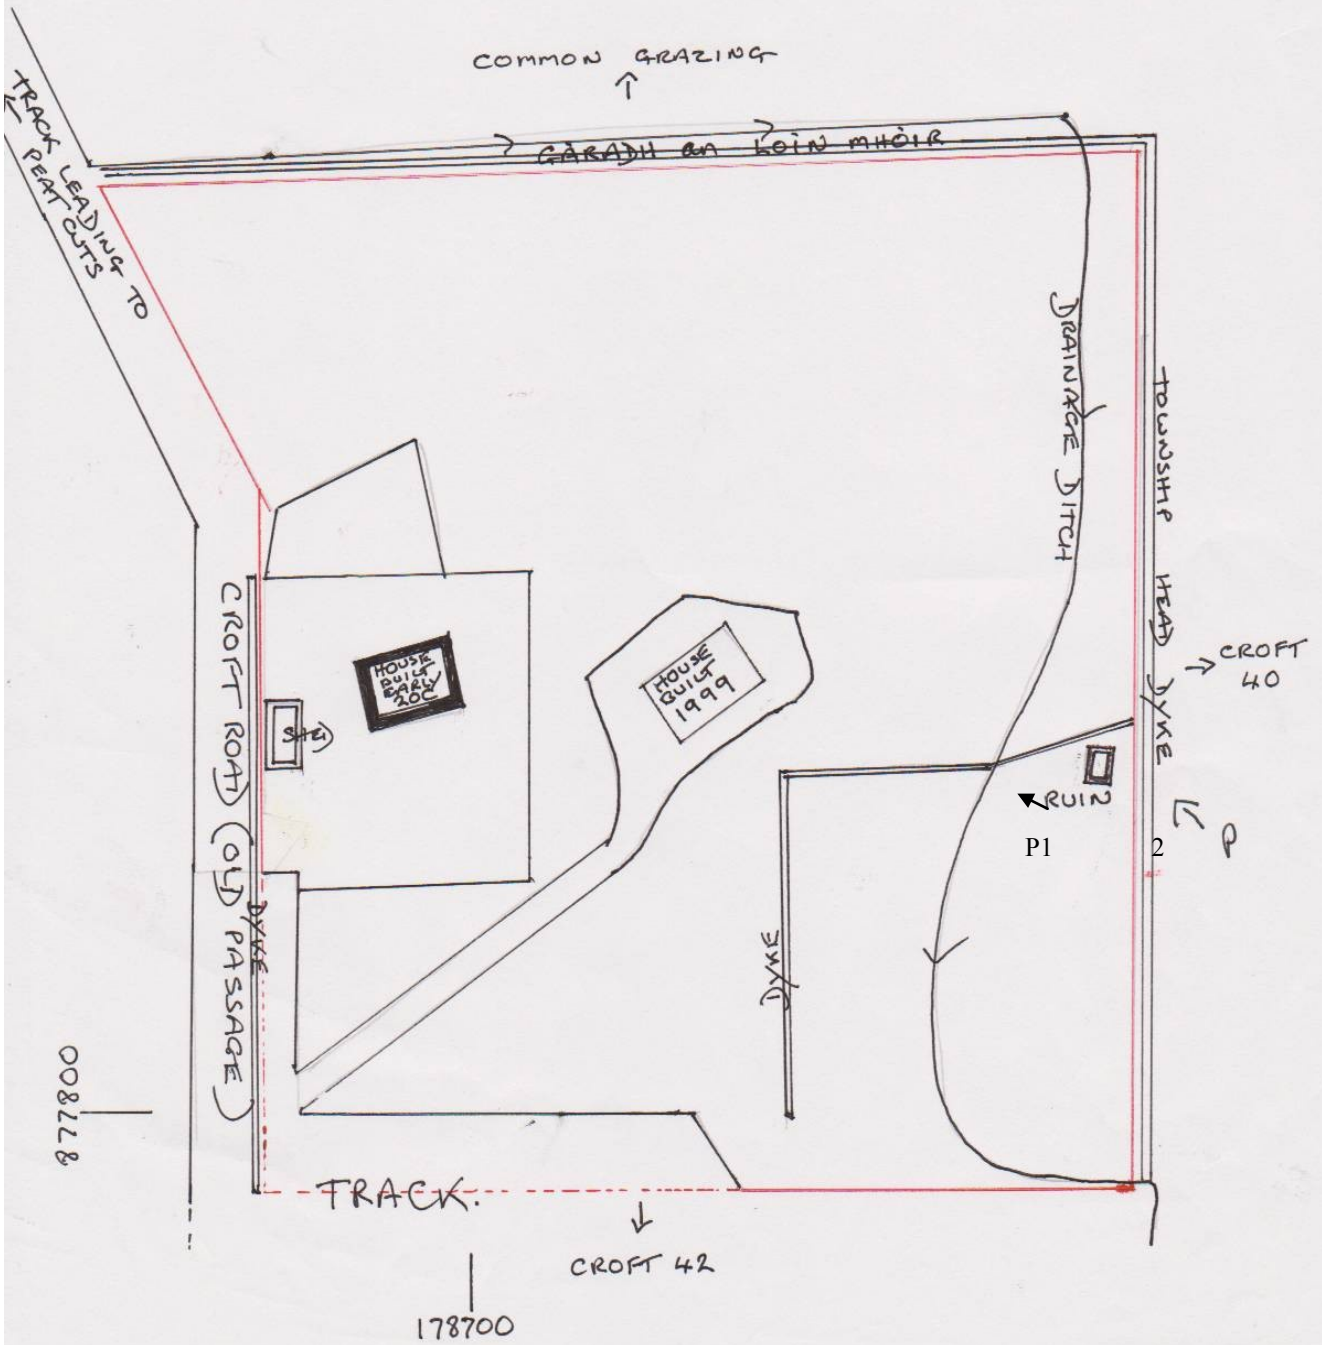 COMMON GRAZING
TRACK LEADING TO
PEAT CUTS
GÀRADH an LOIN MHÒIR
DRAINAGE DITCH
TOWNSHIP HEAD DYKE
CROFT
40
HOUSE
BUILT
EARLY
20C
HOUSE
BUILT
1999
CROFT ROAD (OLD PASSAGE)
DYKE
RUIN
P1
P
2
DYKE
877800
TRACK.
CROFT 42
178700